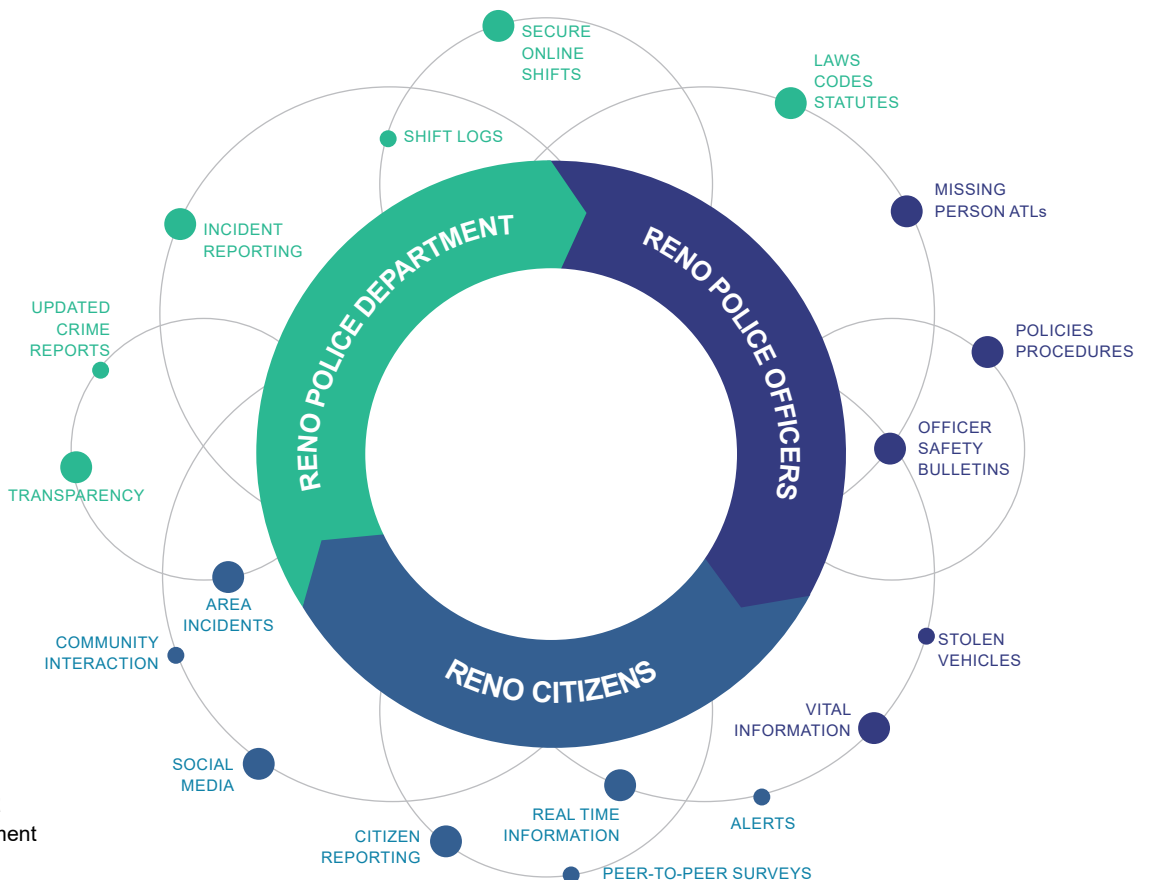 SECURE
ONLINE
SHIFTS
LAWS
CODES
STATUTES
SHIFT LOGS
MISSING
PERSON ATLs
INCIDENT
REPORTING
RENO POLICE DEPARTMENT
RENO POLICE OFFICERS
UPDATED
CRIME
REPORTS
POLICIES
PROCEDURES
OFFICER
SAFETY
BULLETINS
TRANSPARENCY
AREA
INCIDENTS
COMMUNITY
INTERACTION
STOLEN
VEHICLES
RENO CITIZENS
VITAL
INFORMATION
SOCIAL
MEDIA
REAL TIME
INFORMATION
ALERTS
CITIZEN
REPORTING
PEER-TO-PEER SURVEYS